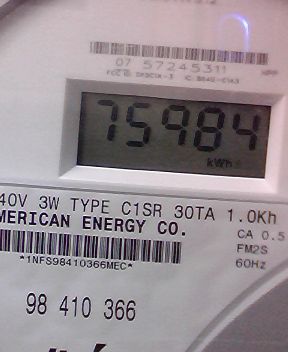 07 57245311
75984
kWh
40V 3W TYPE C1SR 30TA 1.0Kh
MERICAN ENERGY CO.
CA 0.5
FM2S
*1NFS98410366MEC*
60Hz
98 410 366